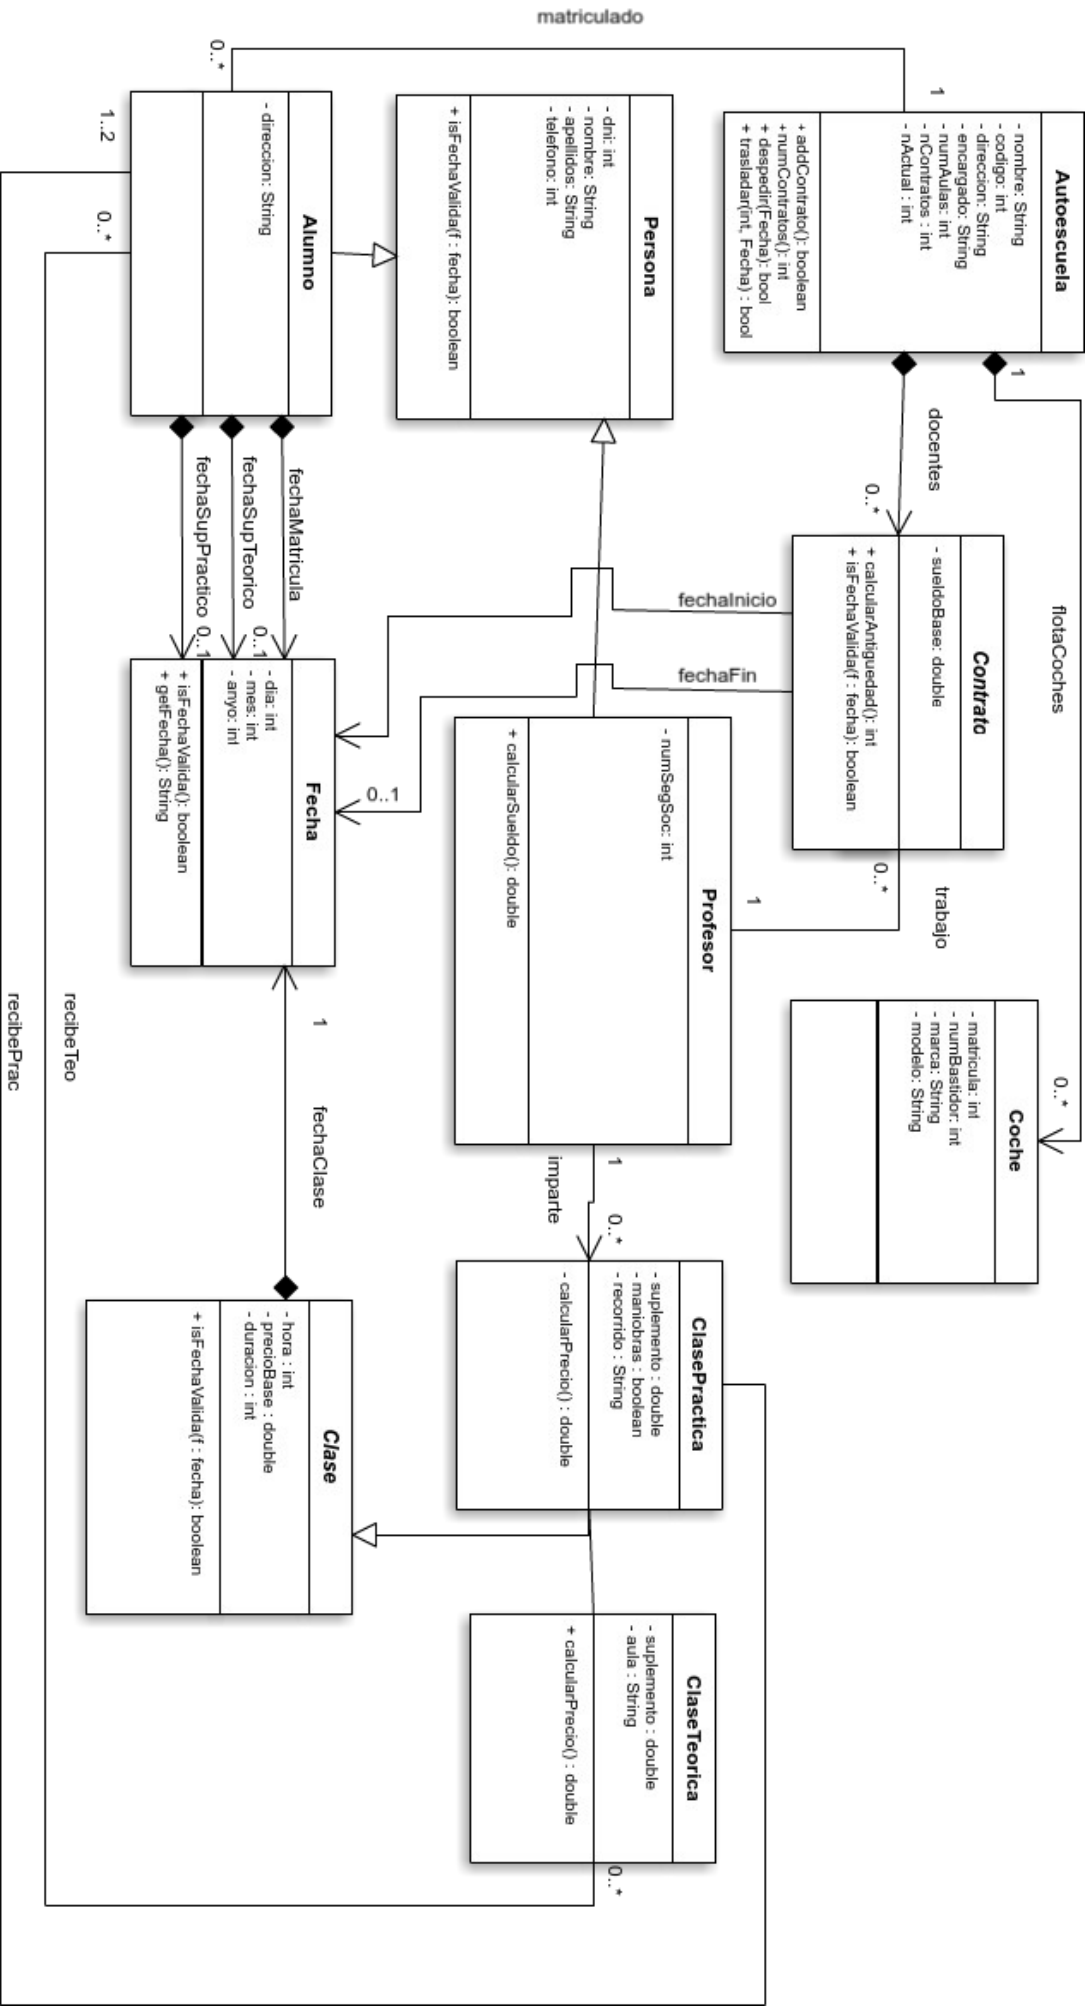 matriculado
0..*
1
Autoescuela
- nombre: String
- codigo: int
- direccion: String
- encargado: String
- numAulas: int
- nContratos : int
- nActual : int
+ addContrato(): boolean
+ numContratos(): int
+ despedir(Fecha): bool
+ trasladar(int, Fecha) : bool
1
flotaCoches
0..*
docentes
0..*
Contrato
- sueldoBase: double
+ calcularAntiguedad(): int
+ isFechaValida(f : fecha): boolean
0..*
trabajo
1
Coche
- matricula: int
- numBastidor: int
- marca: String
- modelo: String
Persona
- dni: int
- nombre: String
- apellidos: String
- telefono: int
+ isFechaValida(f : fecha): boolean
fechaInicio
fechaFin
0..1
Profesor
- numSegSoc: int
+ calcularSueldo(): double
1
imparte
0..*
ClasePractica
- suplemento : double
- maniobras : boolean
- recorrido : String
- calcularPrecio() : double
ClaseTeorica
- suplemento : double
- aula : String
+ calcularPrecio() : double
0..*
Alumno
- direccion: String
1..2
0..*
fechaMatricula
fechaSupTeorico
0..1
fechaSupPractico
0..1
Fecha
- dia: int
- mes: int
- anyo: int
+ isFechaValida(): boolean
+ getFecha(): String
1
fechaClase
Clase
- hora : int
- precioBase : double
- duracion : int
+ isFechaValida(f : fecha): boolean
recibeTeo
recibePrac